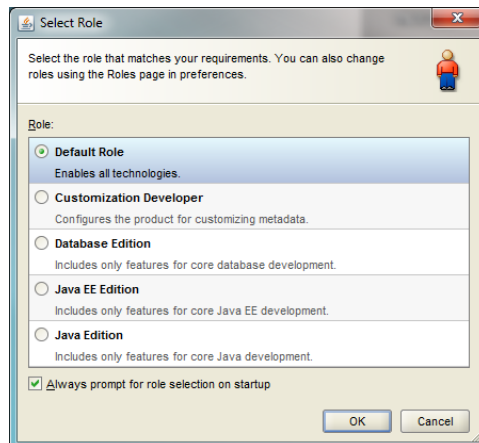 Select Role
Select the role that matches your requirements. You can also change
roles using the Roles page in preferences.
Role:
Default Role
Enables all technologies.
Customization Developer
Configures the product for customizing metadata.
Database Edition
Includes only features for core database development.
Java EE Edition
Includes only features for core Java EE development.
Java Edition
Includes only features for core Java development.
Always prompt for role selection on startup
OK
Cancel